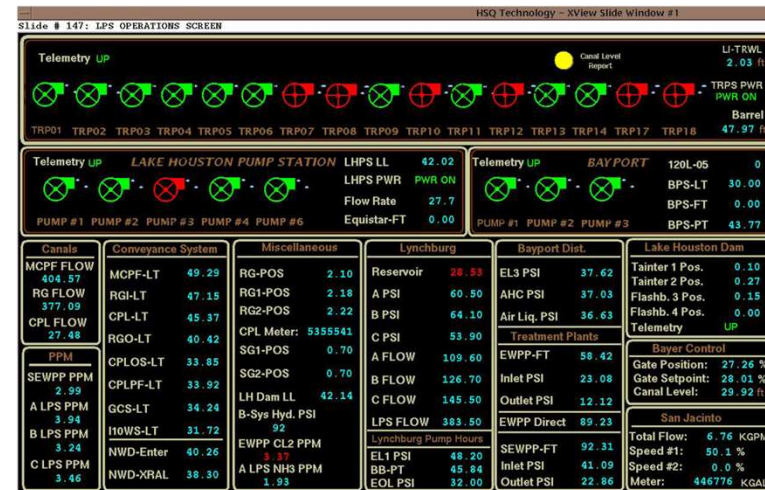 HSQ Technology - XView Slide Window #1
Slide # 147: LPS OPERATIONS SCREEN
Telemetry UP
Canal Level Report
LI-TRWL
2.03 ft
TRPS PWR
PWR ON
Barrel
47.97 ft
TRP01 TRP02 TRP03 TRP04 TRP05 TRP06 TRP07 TRP08 TRP09 TRP10 TRP11 TRP12 TRP13 TRP14 TRP17 TRP18
Telemetry UP LAKE HOUSTON PUMP STATION
LHPS LL 42.02
LHPS PWR PWR ON
Flow Rate 27.7
Equistar-FT 0.00
PUMP #1 PUMP #2 PUMP #3 PUMP #4 PUMP #6
Telemetry UP BAYPORT
120L-05 0
BPS-LT 30.00
BPS-FT 0.00
BPS-PT 43.77
PUMP #1 PUMP #2 PUMP #3
Canals
MCPF FLOW
404.57
RG FLOW
377.09
CPL FLOW
27.48
PPM
SEWPP PPM
2.99
A LPS PPM
3.94
B LPS PPM
3.24
C LPS PPM
3.46
Conveyance System
MCPF-LT 49.29
RGI-LT 47.15
CPL-LT 45.37
RGO-LT 40.42
CPLOS-LT 33.85
CPLPF-LT 33.92
GCS-LT 34.24
I10WS-LT 31.72
NWD-Enter 40.26
NWD-XRAL 38.30
Miscellaneous
RG-POS 2.10
RG1-POS 2.18
RG2-POS 2.22
CPL Meter: 5355541
SG1-POS 0.70
SG2-POS 0.70
LH Dam LL 42.14
B-Sys Hyd. PSI
92
EWPP CL2 PPM
3.37
A LPS NH3 PPM
1.93
Lynchburg
Reservoir 28.53
A PSI 60.50
B PSI 64.10
C PSI 53.90
A FLOW 109.60
B FLOW 126.70
C FLOW 145.50
LPS FLOW 383.50
Lynchburg Pump Hours
EL1 PSI 48.20
BB-PT 45.84
EOL PSI 32.00
Bayport Dist.
EL3 PSI 37.62
AHC PSI 37.03
Air Liq. PSI 36.63
Treatment Plants
EWPP-FT 58.42
Inlet PSI 23.08
Outlet PSI 12.12
EWPP Direct 89.23
SEWPP-FT 92.31
Inlet PSI 41.09
Outlet PSI 22.86
Lake Houston Dam
Tainter 1 Pos. 0.10
Tainter 2 Pos. 0.27
Flashb. 3 Pos. 0.15
Flashb. 4 Pos. 0.00
Telemetry UP
Bayer Control
Gate Position: 27.26 %
Gate Setpoint: 28.01 %
Canal Level: 29.92 ft
San Jacinto
Total Flow: 6.76 KGPM
Speed #1: 50.1 %
Speed #2: 0.0 %
Meter: 446776 KGAL